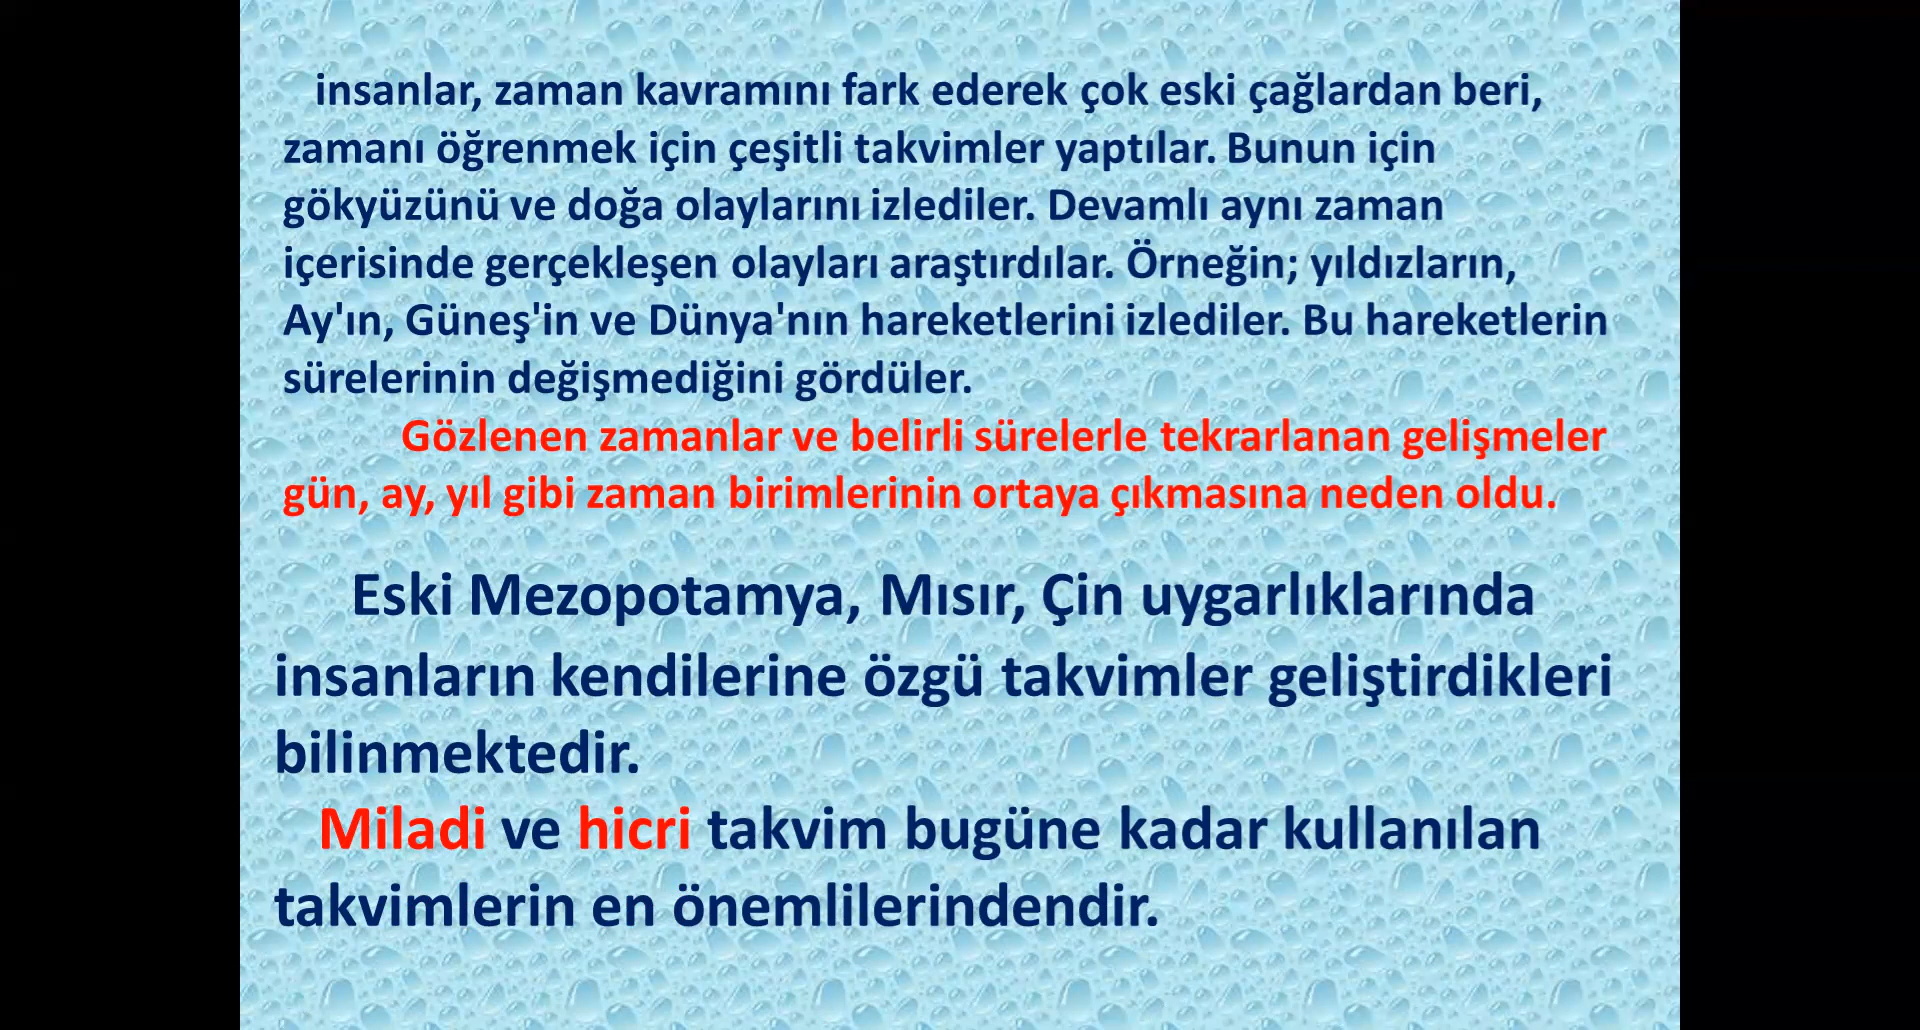 insanlar, zaman kavramını fark ederek çok eski çağlardan beri,
zamanı öğrenmek için çeşitli takvimler yaptılar. Bunun için
gökyüzünü ve doğa olaylarını izlediler. Devamlı aynı zaman
içerisinde gerçekleşen olayları araştırdılar. Örneğin; yıldızların,
Ay'ın, Güneş'in ve Dünya'nın hareketlerini izlediler. Bu hareketlerin
sürelerinin değişmediğini gördüler.
Gözlenen zamanlar ve belirli sürelerle tekrarlanan gelişmeler
gün, ay, yıl gibi zaman birimlerinin ortaya çıkmasına neden oldu.
Eski Mezopotamya, Mısır, Çin uygarlıklarında
insanların kendilerine özgü takvimler geliştirdikleri
bilinmektedir.
Miladi ve hicri takvim bugüne kadar kullanılan
takvimlerin en önemlilerindendir.